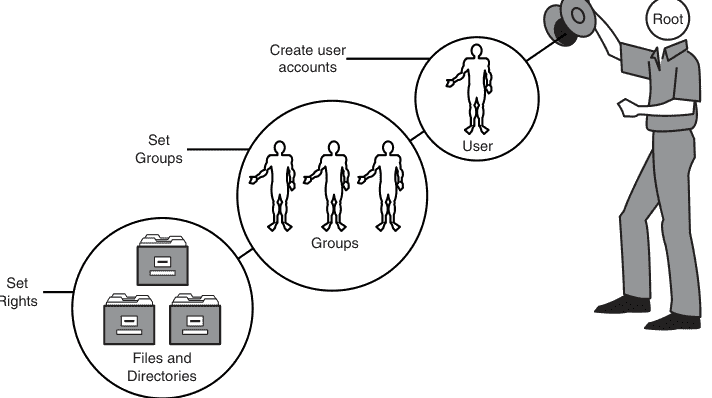 Root
Create user
accounts
User
Set
Groups
Groups
Set
Rights
Files and
Directories